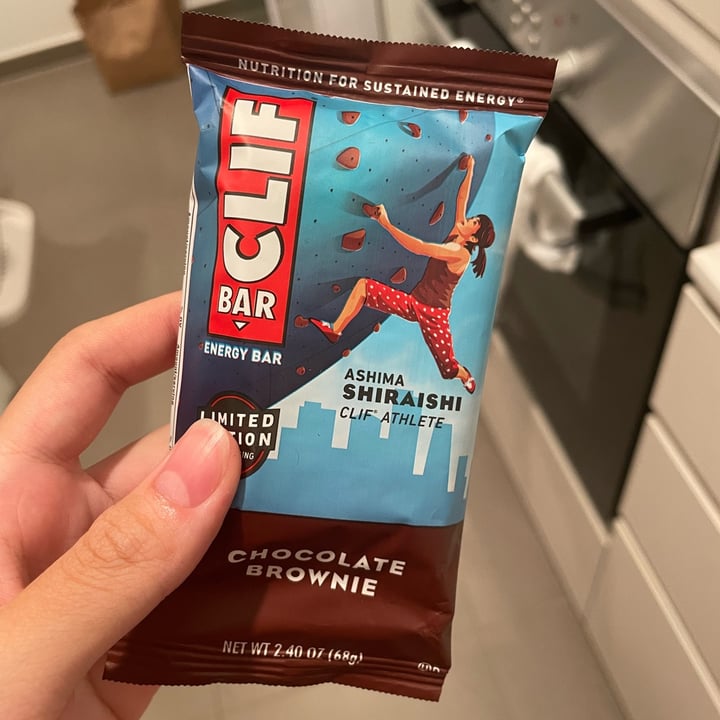 NUTRITION FOR SUSTAINED ENERGY®
CLIF
BAR
ENERGY BAR
ASHIMA
SHIRAISHI
CLIF® ATHLETE
LIMITED
CHOCOLATE
BROWNIE
NET WT 2.40 OZ (68g)